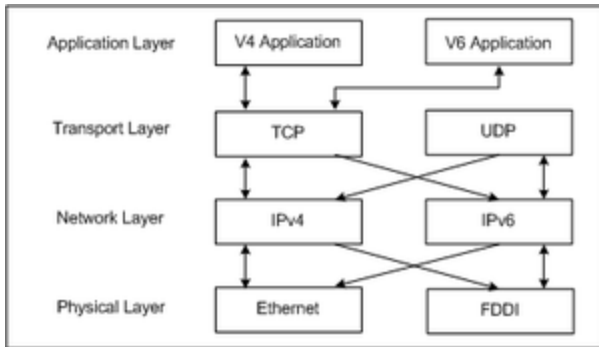 Application Layer V4 Application V6 Application
Transport Layer TCP UDP
Network Layer IPv4 IPv6
Physical Layer Ethernet FDDI